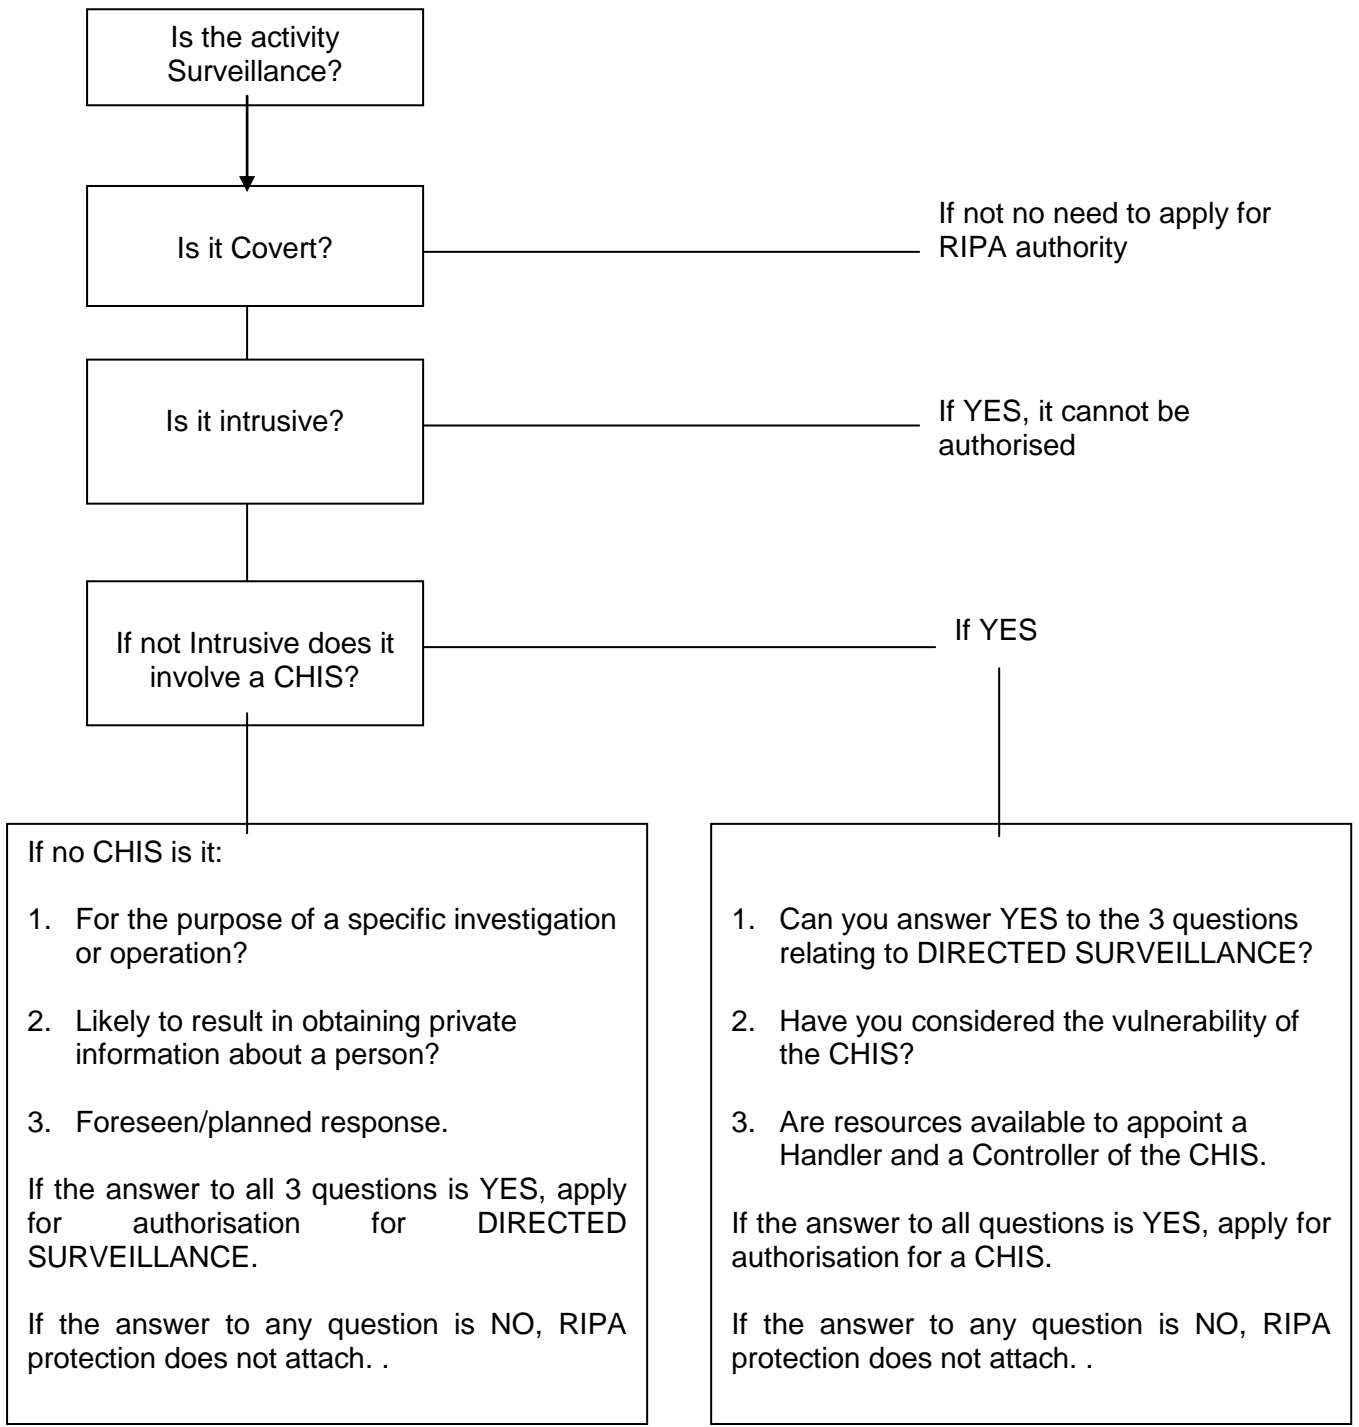 Is the activity
Surveillance?
Is it Covert?
If not no need to apply for
RIPA authority
Is it intrusive?
If YES, it cannot be
authorised
If not Intrusive does it
involve a CHIS?
If YES
If no CHIS is it:
1. For the purpose of a specific investigation
or operation?
2. Likely to result in obtaining private
information about a person?
3. Foreseen/planned response.
If the answer to all 3 questions is YES, apply
for authorisation for DIRECTED
SURVEILLANCE.
If the answer to any question is NO, RIPA
protection does not attach. .
1. Can you answer YES to the 3 questions
relating to DIRECTED SURVEILLANCE?
2. Have you considered the vulnerability of
the CHIS?
3. Are resources available to appoint a
Handler and a Controller of the CHIS.
If the answer to all questions is YES, apply for
authorisation for a CHIS.
If the answer to any question is NO, RIPA
protection does not attach. .